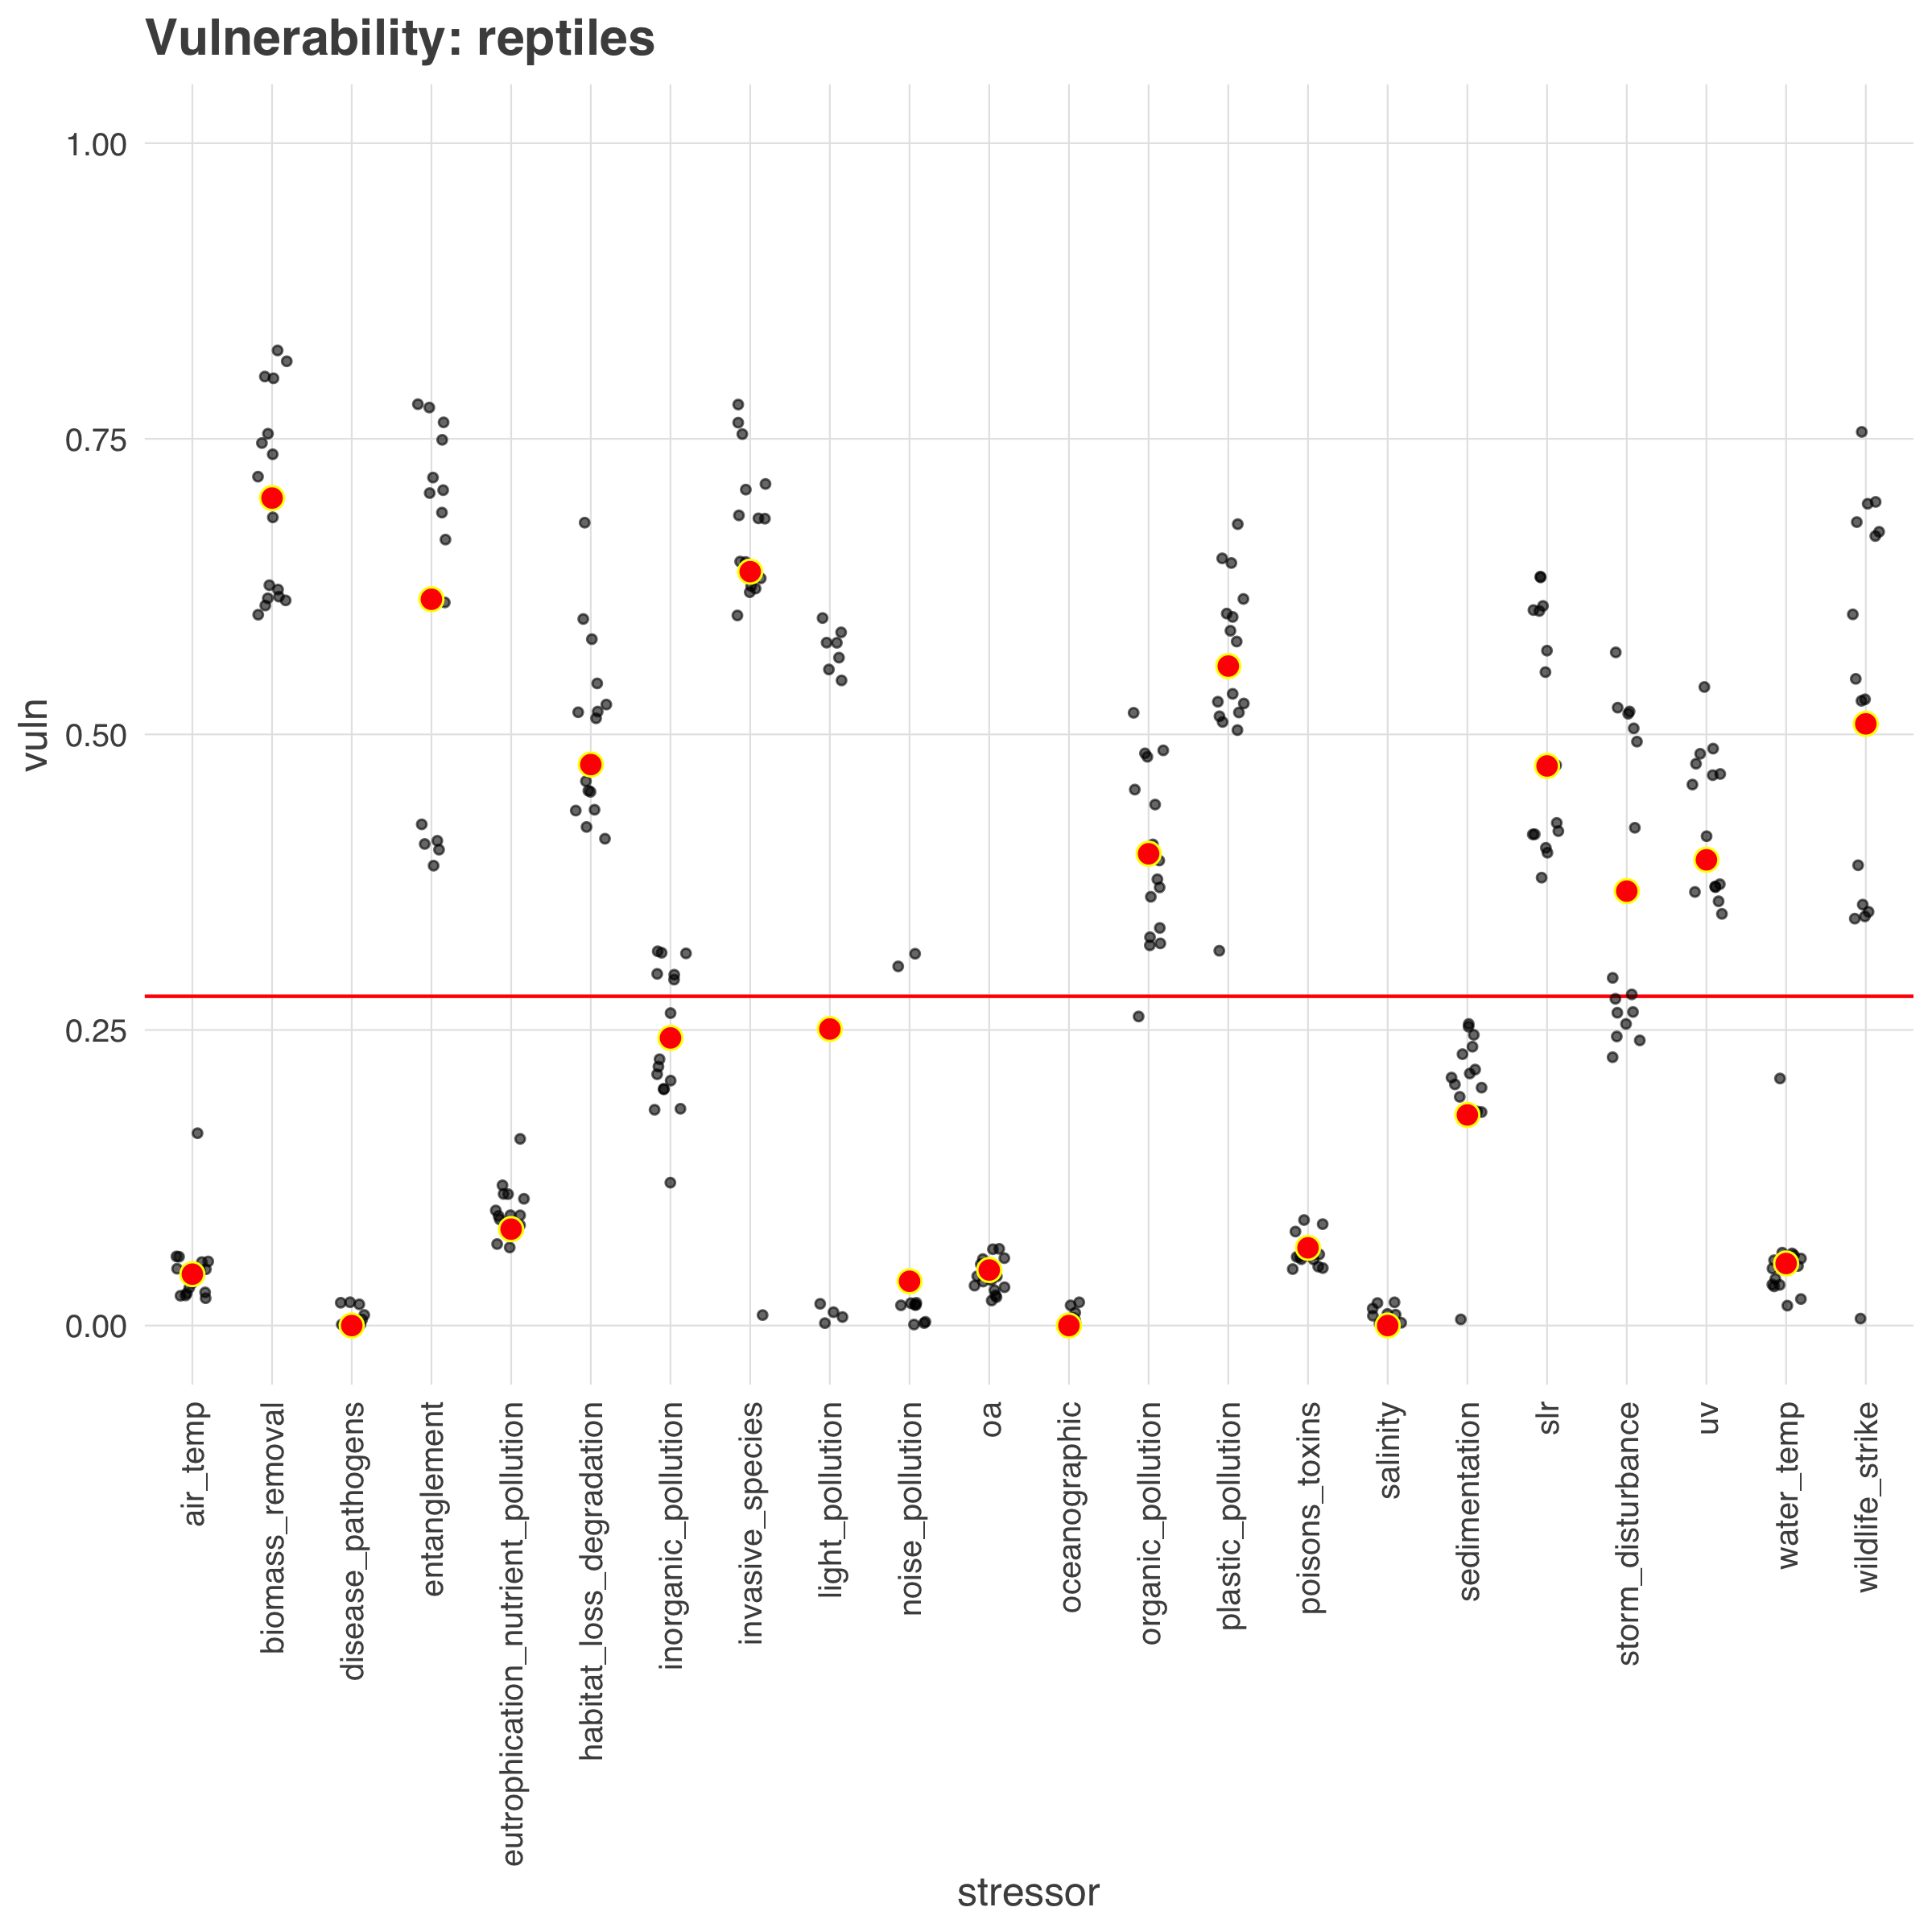 Vulnerability: reptiles
vuln
1.00
0.75
0.50
0.25
0.00
air_temp
biomass_removal
disease_pathogens
entanglement
eutrophication_nutrient_pollution
habitat_loss_degradation
inorganic_pollution
invasive_species
light_pollution
noise_pollution
oa
oceanographic
organic_pollution
plastic_pollution
poisons_toxins
salinity
sedimentation
slr
storm_disturbance
uv
water_temp
wildlife_strike
stressor